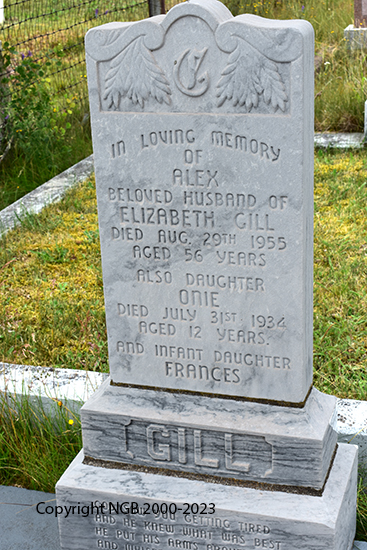 IN LOVING MEMORY
OF
ALEX
BELOVED HUSBAND OF
ELIZABETH GILL
DIED AUG. 29TH 1955
AGED 56 YEARS
ALSO DAUGHTER
ONIE
DIED JULY 31ST 1934
AGED 12 YEARS.
AND INFANT DAUGHTER
FRANCES
GILL
Copyright NGB 2000-2023
GETTING TIRED
AND HE KNEW WHAT WAS BEST
HE PUT HIS ARMS
AND